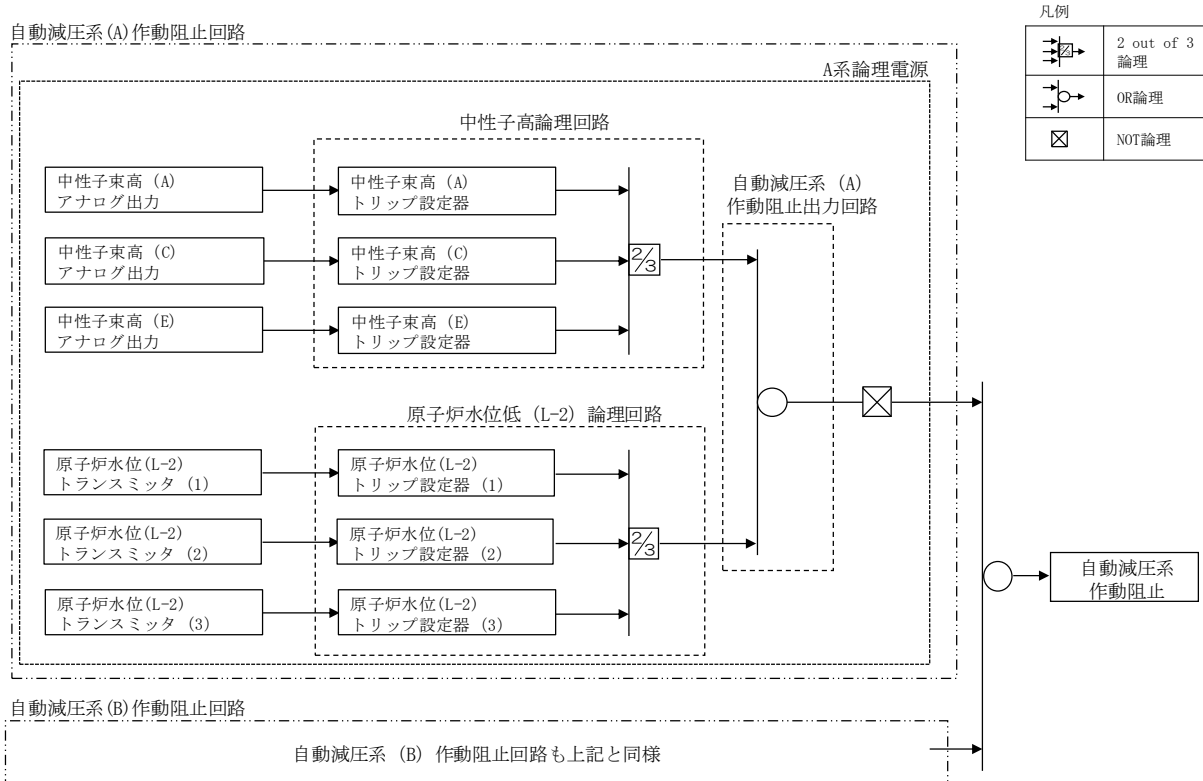 自動減圧系(A)作動阻止回路
凡例
2 out of 3
論理
OR論理
NOT論理
A系論理電源
中性子高論理回路
中性子束高 (A)
アナログ出力
中性子束高 (A)
トリップ設定器
中性子束高 (C)
アナログ出力
中性子束高 (C)
トリップ設定器
2/3
中性子束高 (E)
アナログ出力
中性子束高 (E)
トリップ設定器
自動減圧系 (A)
作動阻止出力回路
原子炉水位低 (L-2) 論理回路
原子炉水位(L-2)
トランスミッタ (1)
原子炉水位(L-2)
トリップ設定器 (1)
原子炉水位(L-2)
トランスミッタ (2)
原子炉水位(L-2)
トリップ設定器 (2)
2/3
原子炉水位(L-2)
トランスミッタ (3)
原子炉水位(L-2)
トリップ設定器 (3)
自動減圧系
作動阻止
自動減圧系(B)作動阻止回路
自動減圧系 (B) 作動阻止回路も上記と同様